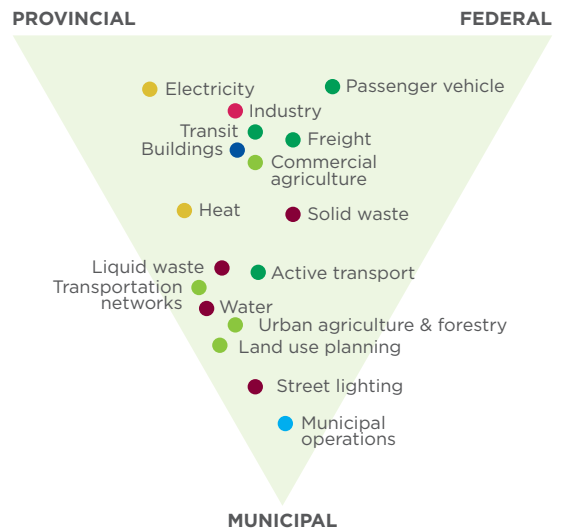 PROVINCIAL
FEDERAL
Electricity
Passenger vehicle
Industry
Transit
Freight
Buildings
Commercial
agriculture
Heat
Solid waste
Liquid waste
Active transport
Transportation
networks
Water
Urban agriculture & forestry
Land use planning
Street lighting
Municipal
operations
MUNICIPAL